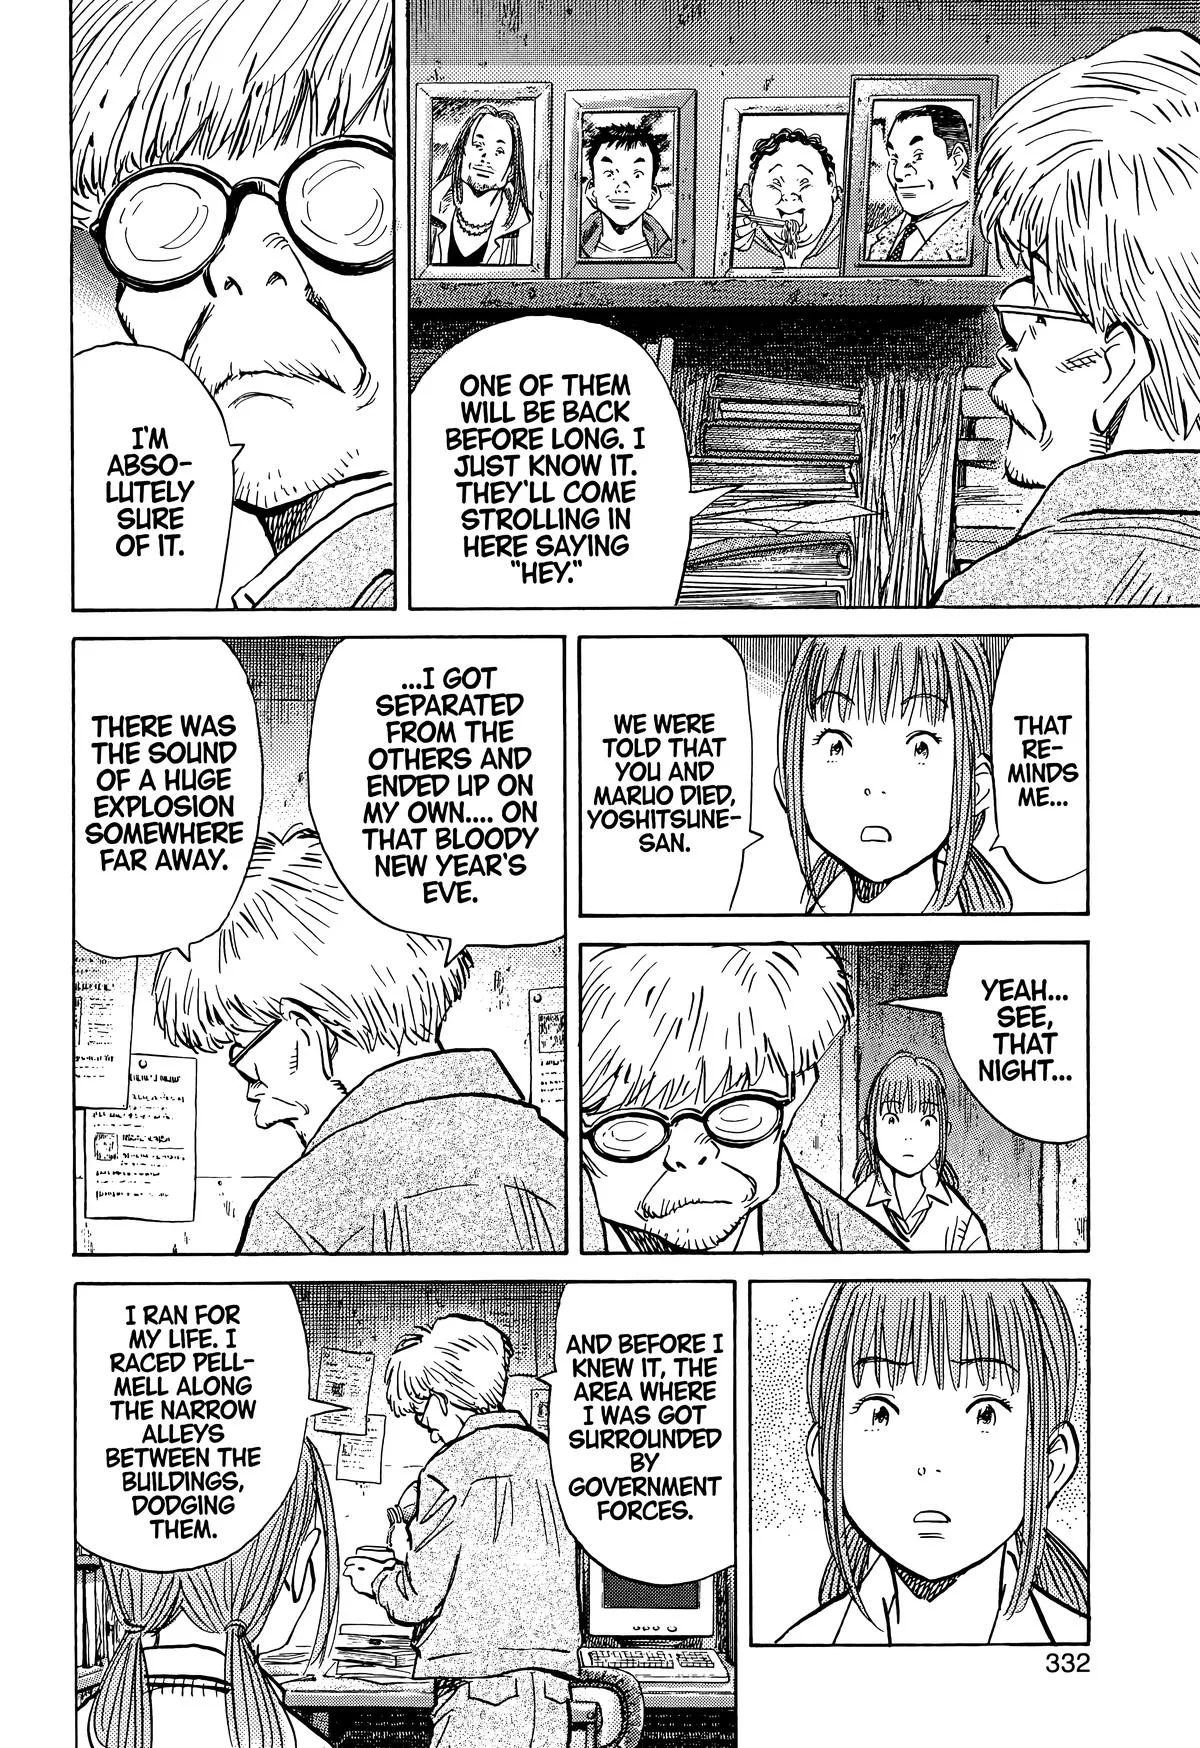 ONE OF THEM
WILL BE BACK
BEFORE LONG. I
JUST KNOW IT.
THEY'LL COME
STROLLING IN
HERE SAYING
"HEY."
I'M
ABSO-
LUTELY
SURE
OF IT.
THAT
RE-
MINDS
ME...
WE WERE
TOLD THAT
YOU AND
MARUO DIED,
YOSHITSUNE-
SAN.
YEAH...
SEE,
THAT
NIGHT...
...I GOT
SEPARATED
FROM THE
OTHERS AND
ENDED UP ON
MY OWN.... ON
THAT BLOODY
NEW YEAR'S
EVE.
THERE WAS
THE SOUND
OF A HUGE
EXPLOSION
SOMEWHERE
FAR AWAY.
AND BEFORE I
KNEW IT, THE
AREA WHERE
I WAS GOT
SURROUNDED
BY
GOVERNMENT
FORCES.
I RAN FOR
MY LIFE. I
RACED PELL-
MELL ALONG
THE NARROW
ALLEYS
BETWEEN THE
BUILDINGS,
DODGING
THEM.
332